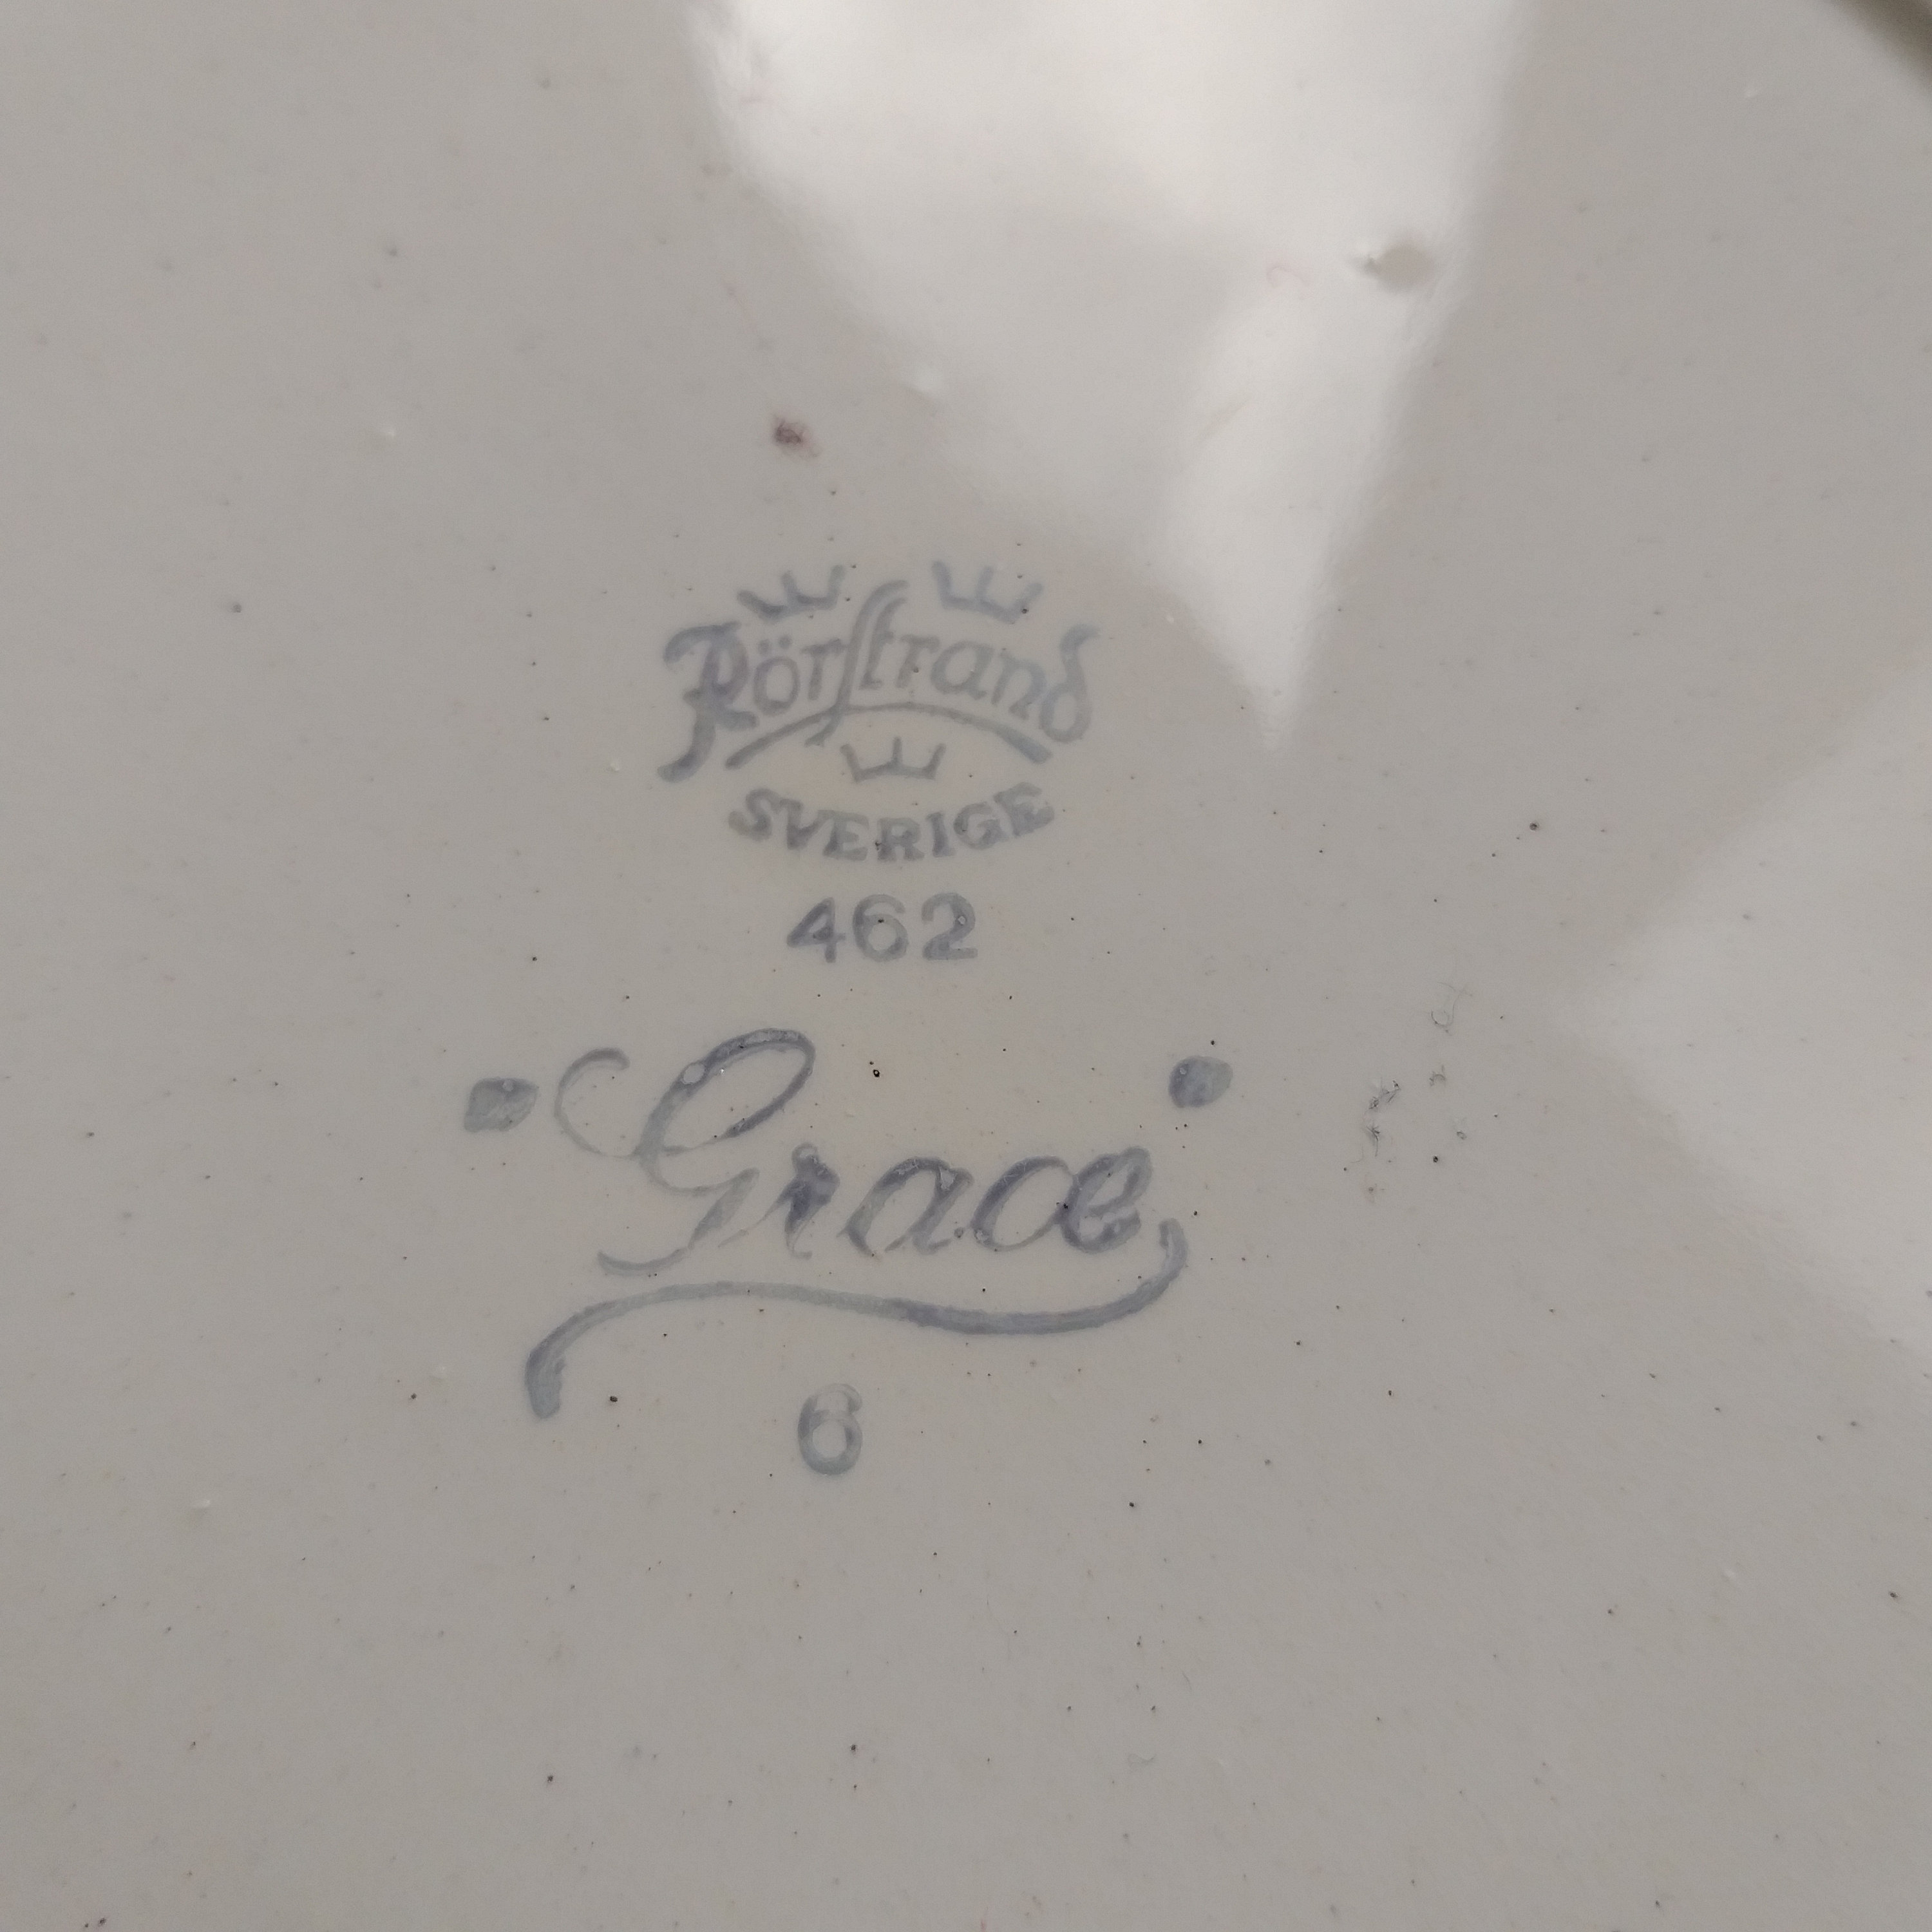 Rörstrand
SVERIGE
462
Grace
6